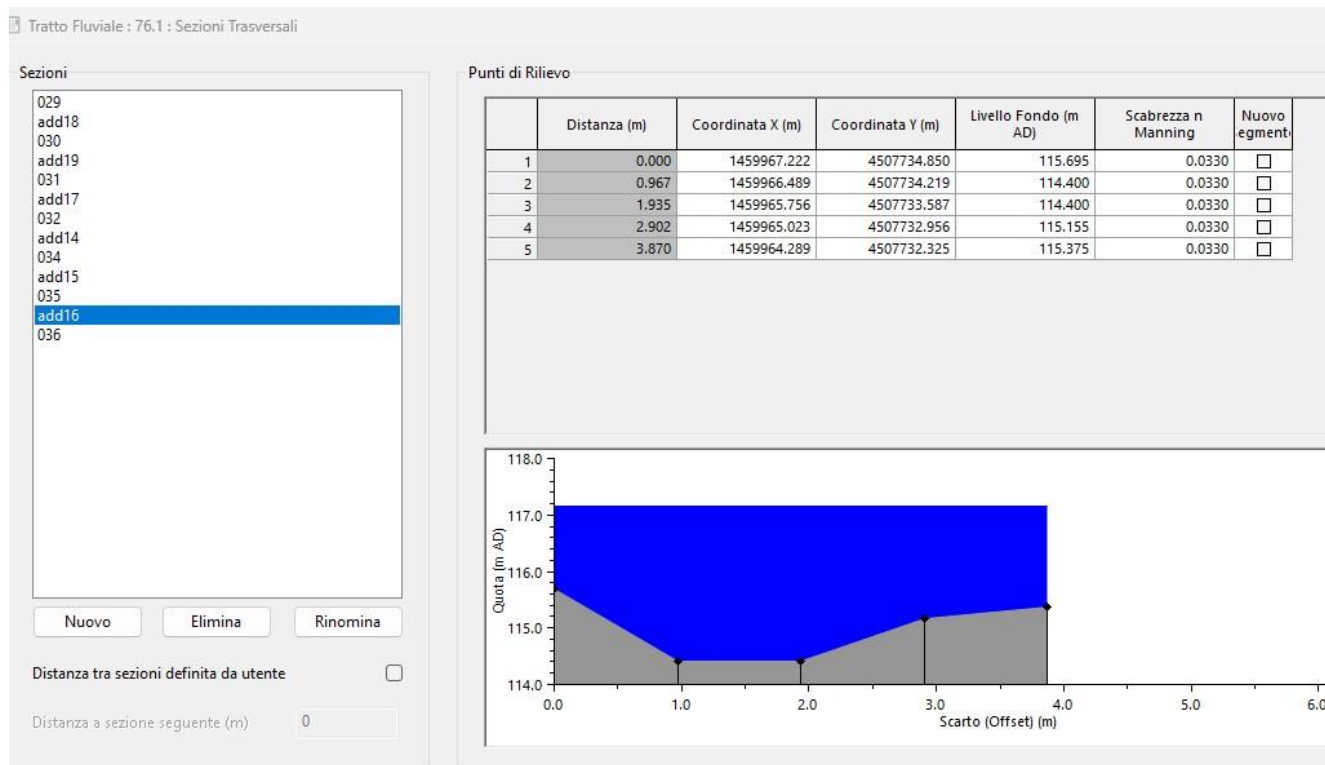 Tratto Fluviale : 76.1 : Sezioni Trasversali
Sezioni
029
add18
030
add19
031
add17
032
add14
034
add15
035
add16
036
Nuovo Elimina Rinomina
Distanza tra sezioni definita da utente
Distanza a sezione seguente (m) 0
Punti di Rilievo
Distanza (m) Coordinata X (m) Coordinata Y (m) Livello Fondo (m AD) Scabrezza n Manning Nuovo egment
1 0.000 1459967.222 4507734.850 115.695 0.0330
2 0.967 1459966.489 4507734.219 114.400 0.0330
3 1.935 1459965.756 4507733.587 114.400 0.0330
4 2.902 1459965.023 4507732.956 115.155 0.0330
5 3.870 1459964.289 4507732.325 115.375 0.0330
Quota (m AD)
118.0
117.0
116.0
115.0
114.0
0.0 1.0 2.0 3.0 4.0 5.0 6.0
Scarto (Offset) (m)